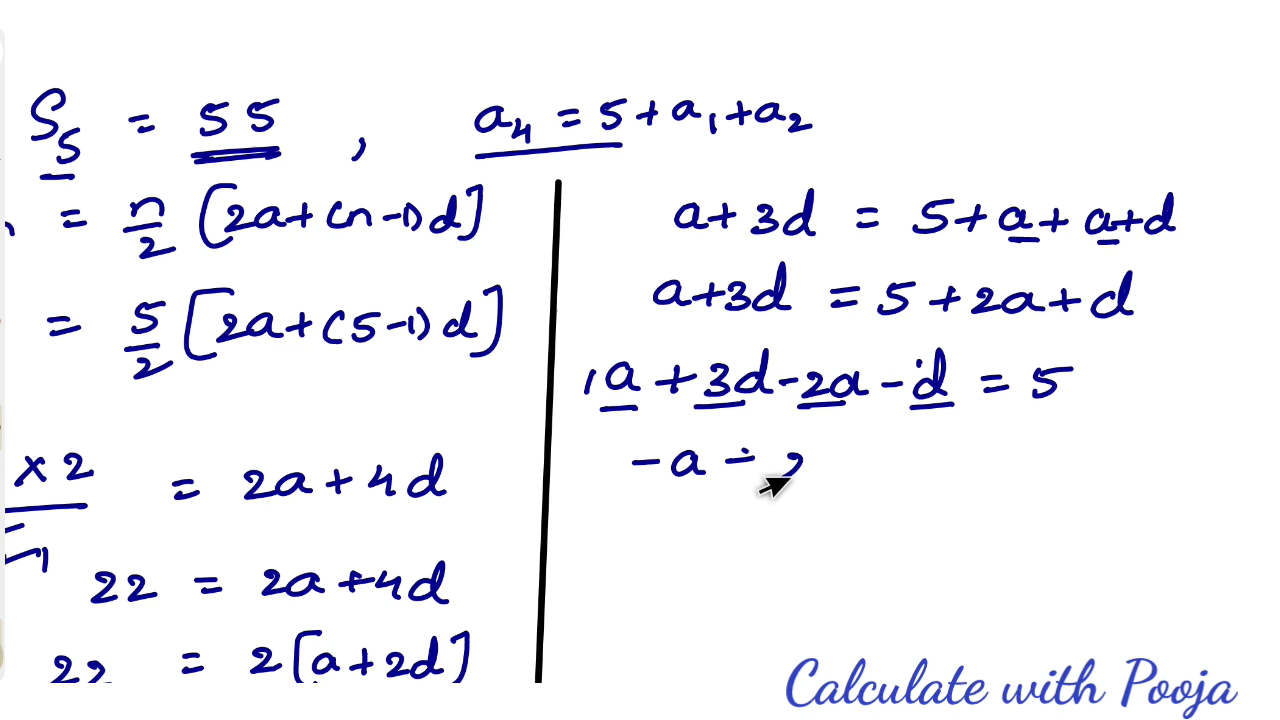 S₅ = 55 , a₄ = 5 + a₁ + a₂
= n/2 [2a + (n-1)d]
= 5/2 [2a + (5-1)d]
x 2 = 2a + 4d
22 = 2a + 4d
22 = 2[a + 2d]
a + 3d = 5 + a + a + d
a + 3d = 5 + 2a + d
1a + 3d - 2a - d = 5
- a
Calculate with Pooja